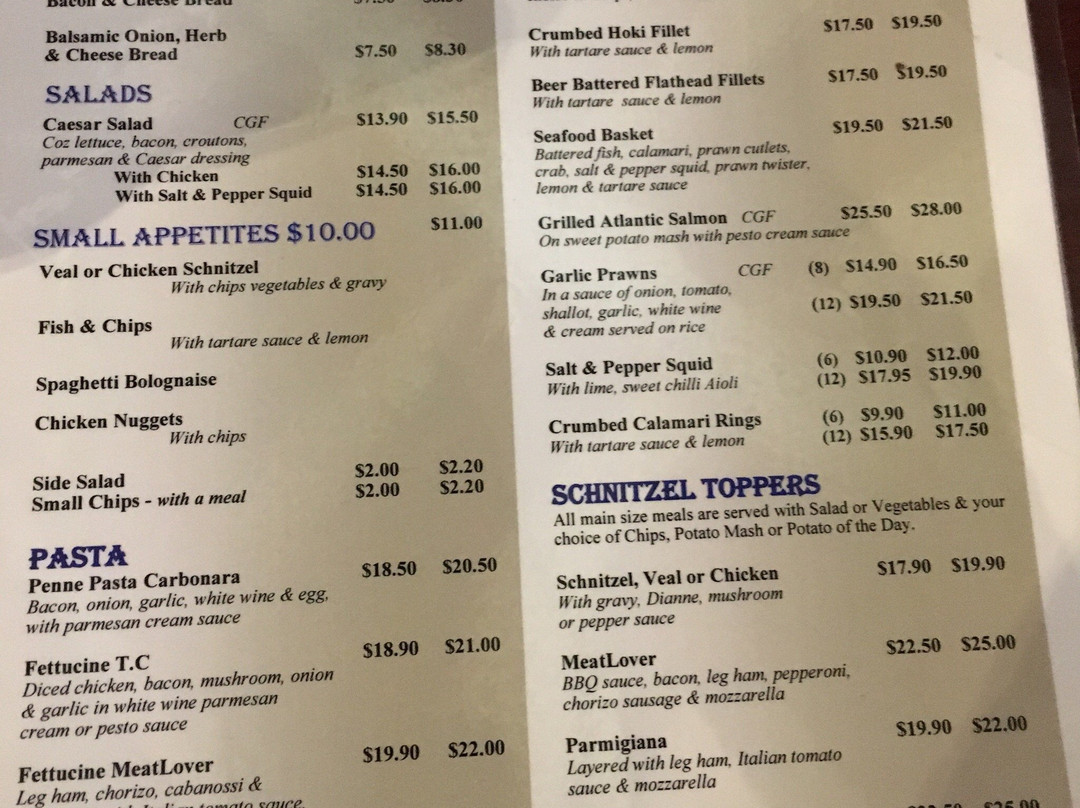 Bacon & Cheese Bread
Balsamic Onion, Herb
& Cheese Bread $7.50 $8.30
SALADS
Caesar Salad CGF $13.90 $15.50
Coz lettuce, bacon, croutons,
parmesan & Caesar dressing
With Chicken $14.50 $16.00
With Salt & Pepper Squid $14.50 $16.00
SMALL APPETITES $10.00 $11.00
Veal or Chicken Schnitzel
With chips vegetables & gravy
Fish & Chips
With tartare sauce & lemon
Spaghetti Bolognaise
Chicken Nuggets
With chips
Side Salad $2.00 $2.20
Small Chips - with a meal $2.00 $2.20
PASTA
Penne Pasta Carbonara $18.50 $20.50
Bacon, onion, garlic, white wine & egg,
with parmesan cream sauce
Fettucine T.C $18.90 $21.00
Diced chicken, bacon, mushroom, onion
& garlic in white wine parmesan
cream or pesto sauce
Fettucine MeatLover $19.90 $22.00
Leg ham, chorizo, cabanossi &
tomato sauce,
Crumbed Hoki Fillet $17.50 $19.50
With tartare sauce & lemon
Beer Battered Flathead Fillets $17.50 $19.50
With tartare sauce & lemon
Seafood Basket $19.50 $21.50
Battered fish, calamari, prawn cutlets,
crab, salt & pepper squid, prawn twister,
lemon & tartare sauce
Grilled Atlantic Salmon CGF $25.50 $28.00
On sweet potato mash with pesto cream sauce
Garlic Prawns CGF (8) $14.90 $16.50
In a sauce of onion, tomato,
shallot, garlic, white wine (12) $19.50 $21.50
& cream served on rice
Salt & Pepper Squid (6) $10.90 $12.00
With lime, sweet chilli Aioli (12) $17.95 $19.90
Crumbed Calamari Rings (6) $9.90 $11.00
With tartare sauce & lemon (12) $15.90 $17.50
SCHNITZEL TOPPERS
All main size meals are served with Salad or Vegetables & your
choice of Chips, Potato Mash or Potato of the Day.
Schnitzel, Veal or Chicken $17.90 $19.90
With gravy, Dianne, mushroom
or pepper sauce
MeatLover $22.50 $25.00
BBQ sauce, bacon, leg ham, pepperoni,
chorizo sausage & mozzarella
Parmigiana $19.90 $22.00
Layered with leg ham, Italian tomato
sauce & mozzarella